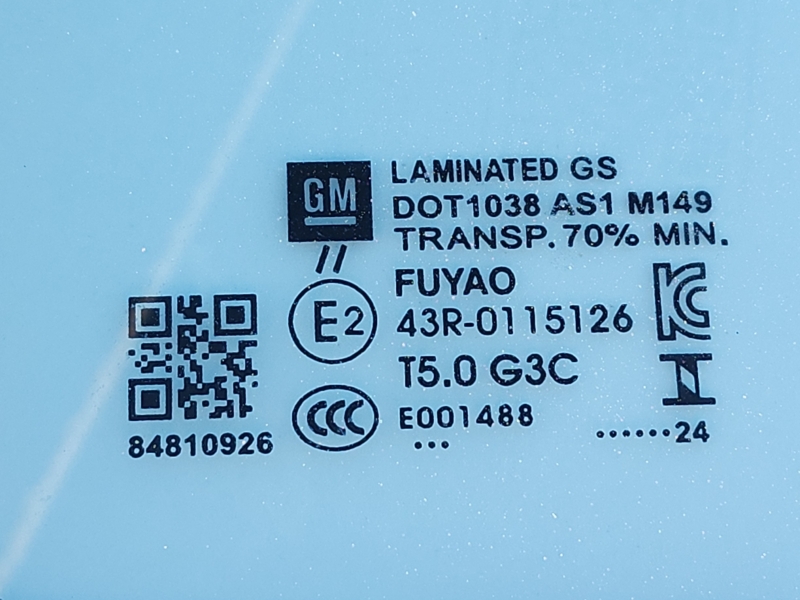 GM
LAMINATED GS
DOT1038 AS1 M149
TRANSP. 70% MIN.
//
FUYAO
E2
43R-0115126
KC
T5.0 G3C
I
CCC
E001488
...
84810926
......24